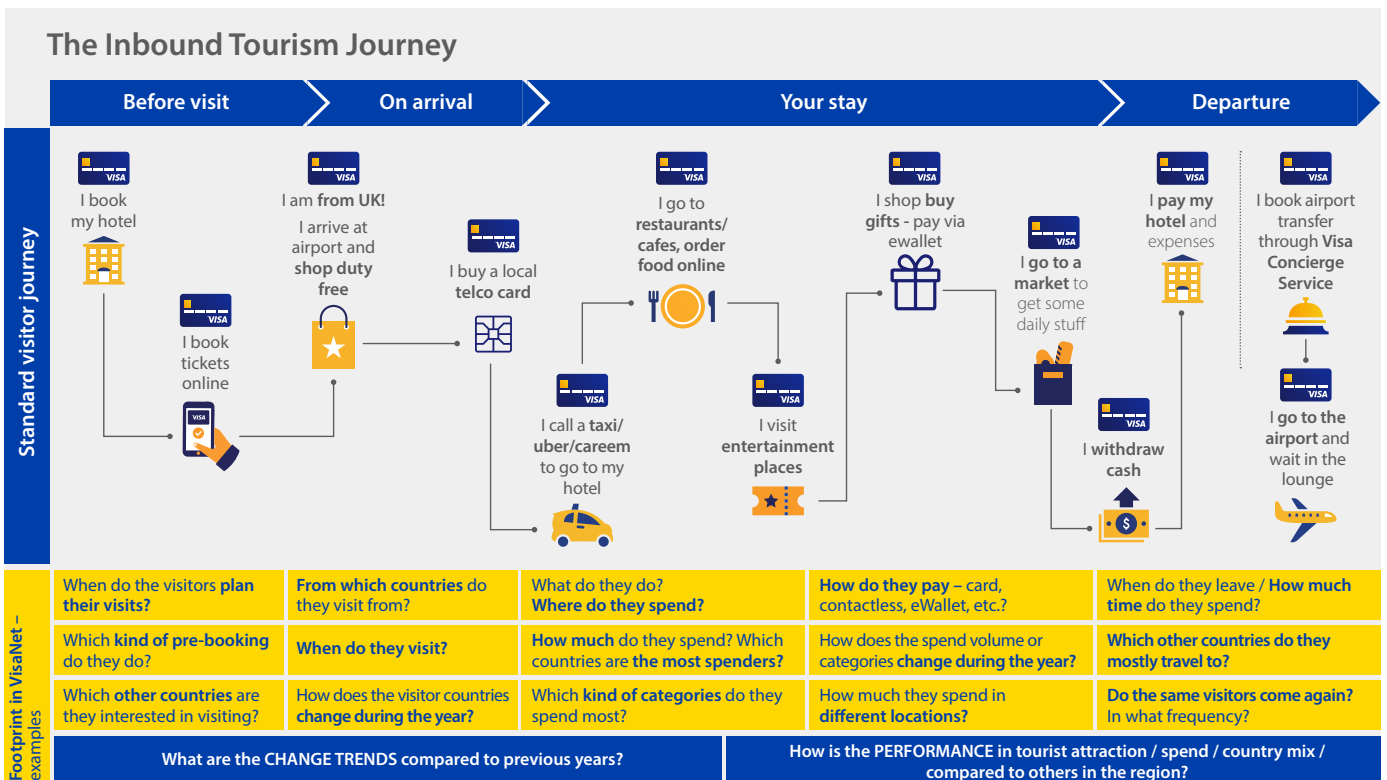 The Inbound Tourism Journey
Before visit
On arrival
Your stay
Departure
Standard visitor journey
VISA
I book
my hotel
VISA
I book
tickets
online
VISA
VISA
I am from UK!
I arrive at
airport and
shop duty
free
VISA
I buy a local
telco card
VISA
I call a taxi/
uber/careem
to go to my
hotel
VISA
I go to
restaurants/
cafes, order
food online
VISA
I visit
entertainment
places
VISA
I shop buy
gifts - pay via
ewallet
VISA
I go to a
market to
get some
daily stuff
VISA
I withdraw
cash
$
VISA
I pay my
hotel and
expenses
VISA
I book airport
transfer
through Visa
Concierge
Service
VISA
I go to the
airport and
wait in the
lounge
Footprint in VisaNet –
examples
When do the visitors plan
their visits?
From which countries do
they visit from?
What do they do?
Where do they spend?
How do they pay – card,
contactless, eWallet, etc.?
When do they leave / How much
time do they spend?
Which kind of pre-booking
do they do?
When do they visit?
How much do they spend? Which
countries are the most spenders?
How does the spend volume or
categories change during the year?
Which other countries do they
mostly travel to?
Which other countries are
they interested in visiting?
How does the visitor countries
change during the year?
Which kind of categories do they
spend most?
How much they spend in
different locations?
Do the same visitors come again?
In what frequency?
What are the CHANGE TRENDS compared to previous years?
How is the PERFORMANCE in tourist attraction / spend / country mix /
compared to others in the region?